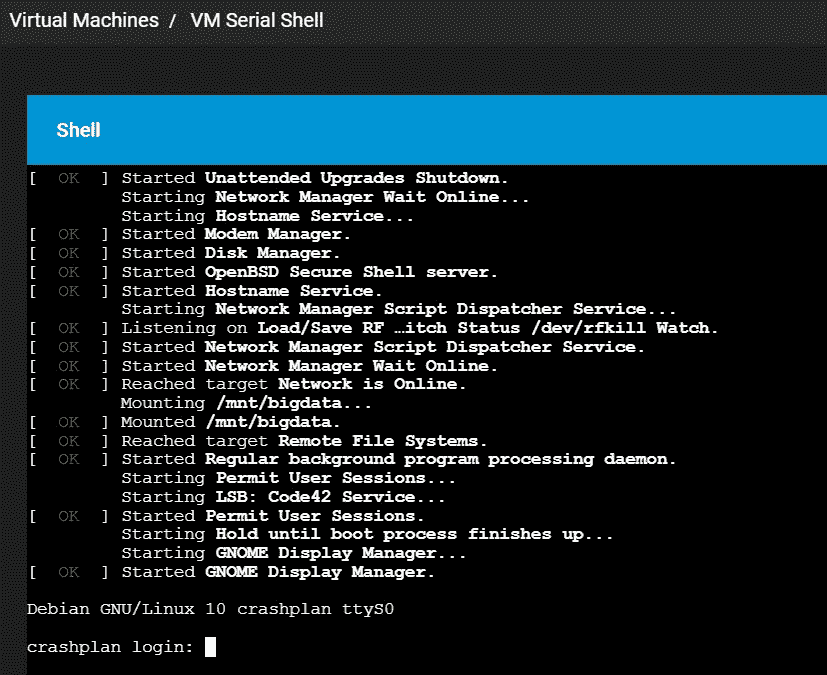 Virtual Machines / VM Serial Shell
Shell
[ OK ] Started Unattended Upgrades Shutdown.
Starting Network Manager Wait Online...
Starting Hostname Service...
[ OK ] Started Modem Manager.
[ OK ] Started Disk Manager.
[ OK ] Started OpenBSD Secure Shell server.
[ OK ] Started Hostname Service.
Starting Network Manager Script Dispatcher Service...
[ OK ] Listening on Load/Save RF …itch Status /dev/rfkill Watch.
[ OK ] Started Network Manager Script Dispatcher Service.
[ OK ] Started Network Manager Wait Online.
[ OK ] Reached target Network is Online.
Mounting /mnt/bigdata...
[ OK ] Mounted /mnt/bigdata.
[ OK ] Reached target Remote File Systems.
[ OK ] Started Regular background program processing daemon.
Starting Permit User Sessions...
Starting LSB: Code42 Service...
[ OK ] Started Permit User Sessions.
Starting Hold until boot process finishes up...
Starting GNOME Display Manager...
[ OK ] Started GNOME Display Manager.
Debian GNU/Linux 10 crashplan ttyS0
crashplan login: